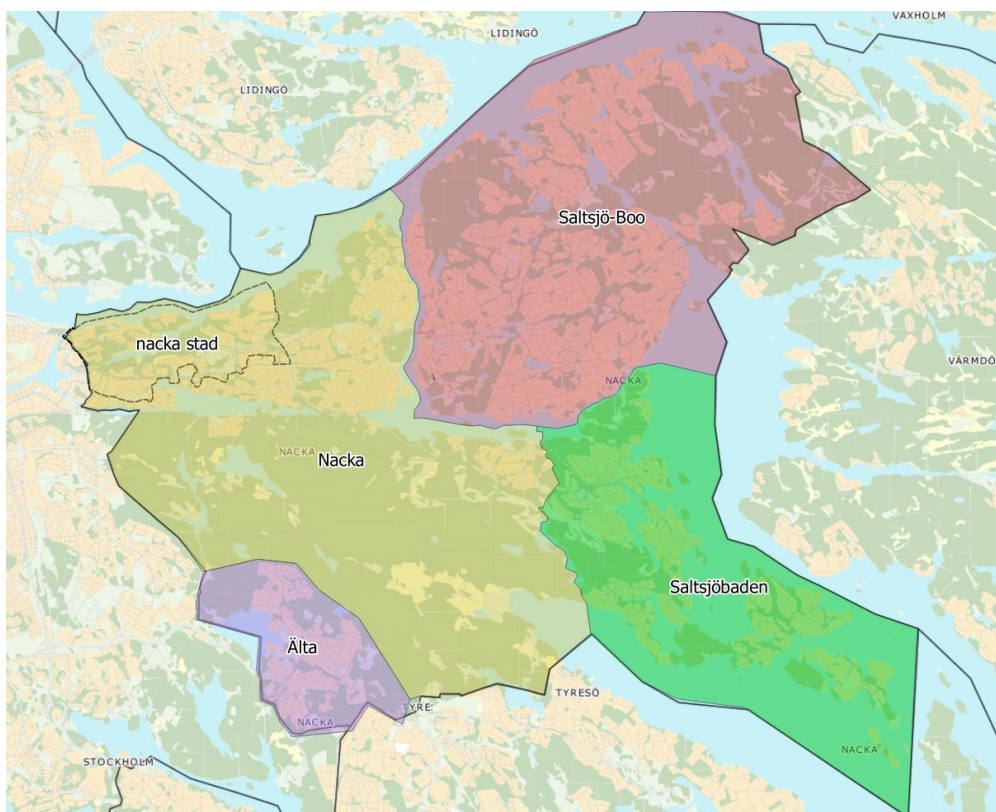 VAXHOLM
LIDINGÖ
LIDINGÖ
Saltsjö-Boo
nacka stad
VÄRMDÖ
NACKA
NACKA
Nacka
Saltsjöbaden
Älta
TYRESÖ
TYRE
NACKA
NACKA
STOCKHOLM